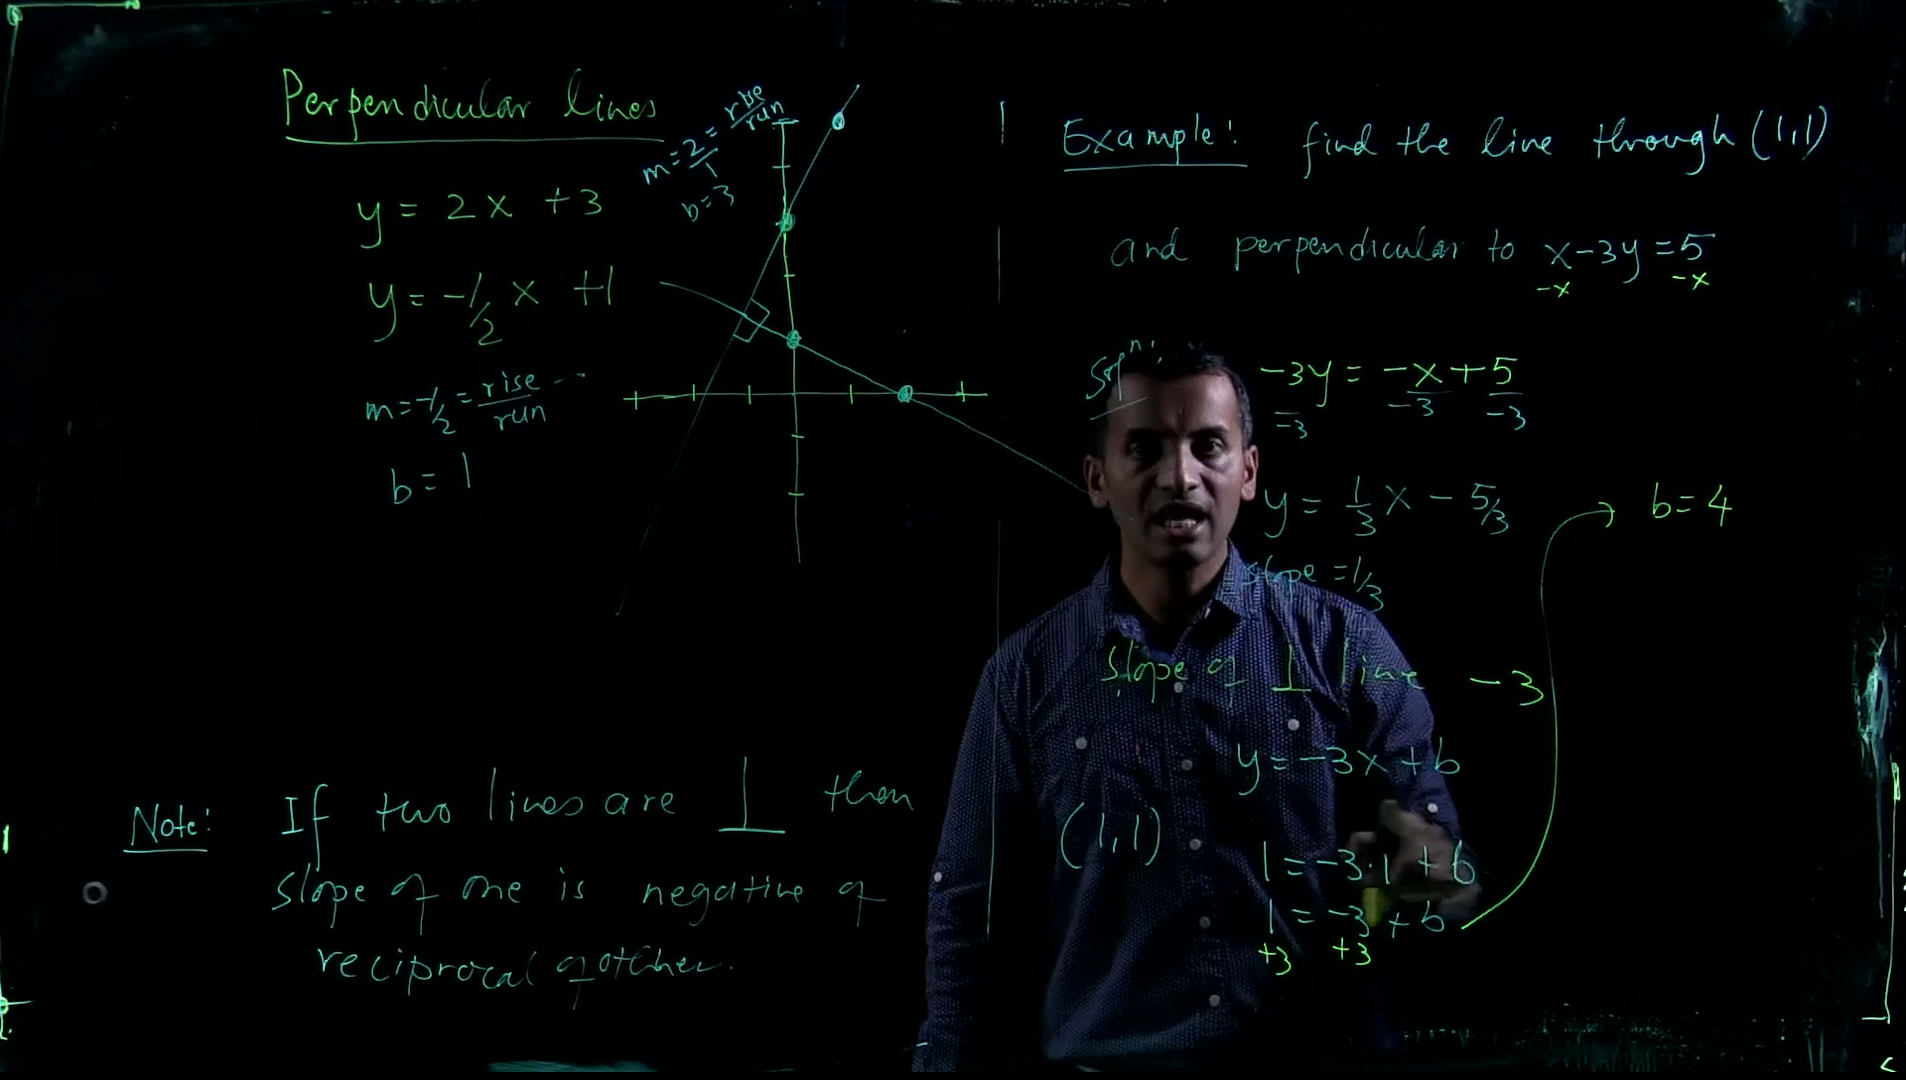 Perpendicular lines
y = 2x + 3
y = -1/2 x + 1
m = -1/2 = rise/run
b = 1
m = 2/1 = rise/run
b = 3
Note: If two lines are ⊥ then
slope of one is negative of
reciprocal of other.
Example: find the line through (1,1)
and perpendicular to x - 3y = 5
-x -x
Solⁿ: -3y = -x + 5
-3 -3 -3
y = 1/3 x - 5/3
slope = 1/3
slope of ⊥ line -3
y = -3x + b
(1,1)
1 = -3·1 + b
1 = -3 + b
+3 +3
b = 4